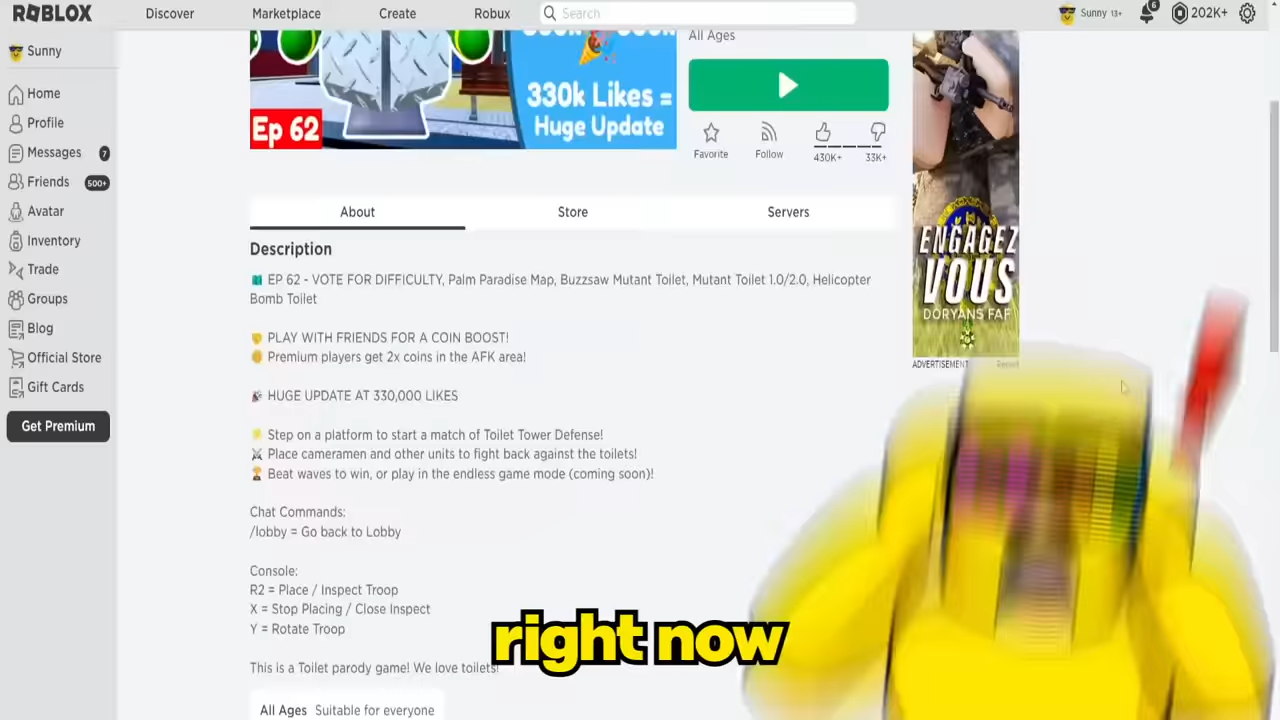 ROBLOX Discover Marketplace Create Robux Search Sunny 13+ 6 202K+
Sunny
Home
Profile
Messages 7
Friends 500+
Avatar
Inventory
Trade
Groups
Blog
Official Store
Gift Cards
Get Premium
330k Likes =
Huge Update
Ep 62
All Ages
Favorite Follow 430K+ 33K+
About Store Servers
Description
EP 62 - VOTE FOR DIFFICULTY, Palm Paradise Map, Buzzsaw Mutant Toilet, Mutant Toilet 1.0/2.0, Helicopter
Bomb Toilet
PLAY WITH FRIENDS FOR A COIN BOOST!
Premium players get 2x coins in the AFK area!
HUGE UPDATE AT 330,000 LIKES
Step on a platform to start a match of Toilet Tower Defense!
Place cameramen and other units to fight back against the toilets!
Beat waves to win, or play in the endless game mode (coming soon)!
Chat Commands:
/lobby = Go back to Lobby
Console:
R2 = Place / Inspect Troop
X = Stop Placing / Close Inspect
Y = Rotate Troop
This is a Toilet parody game! We love toilets!
All Ages Suitable for everyone
ENGAGEZ
VOUS
DORYANS FAF
ADVERTISEMENT Report
right now